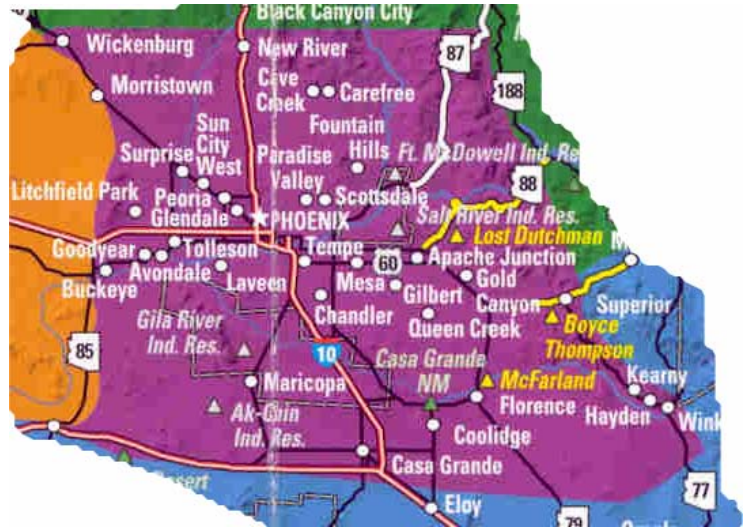 Black Canyon City
Wickenburg
New River
87
Morristown
Cave
Creek
Carefree
188
Sun
City
West
Fountain
Hills
Surprise
Paradise
Valley
Ft. McDowell Ind. Re
88
Litchfield Park
Peoria
Glendale
Scottsdale
PHOENIX
Salt River Ind. Res.
Lost Dutchman
Goodyear
Tolleson
Tempe
60
Apache Junction
M
Avondale
Buckeye
Laveen
Mesa
Gold
Canyon
Gilbert
Superior
Chandler
Queen Creek
Gila River
Ind. Res.
Boyce
Thompson
85
10
Casa Grande
NM
Maricopa
McFarland
Kearny
Florence
Hayden
Wink
Ak-Chin
Ind. Res.
Coolidge
Casa Grande
esert
77
Eloy
79